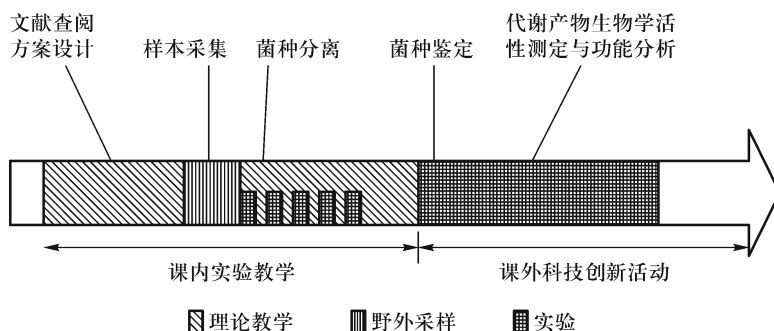 文献查阅
方案设计
样本采集
菌种分离
菌种鉴定
代谢产物生物学活
性测定与功能分析
课内实验教学
课外科技创新活动
理论教学
野外采样
实验